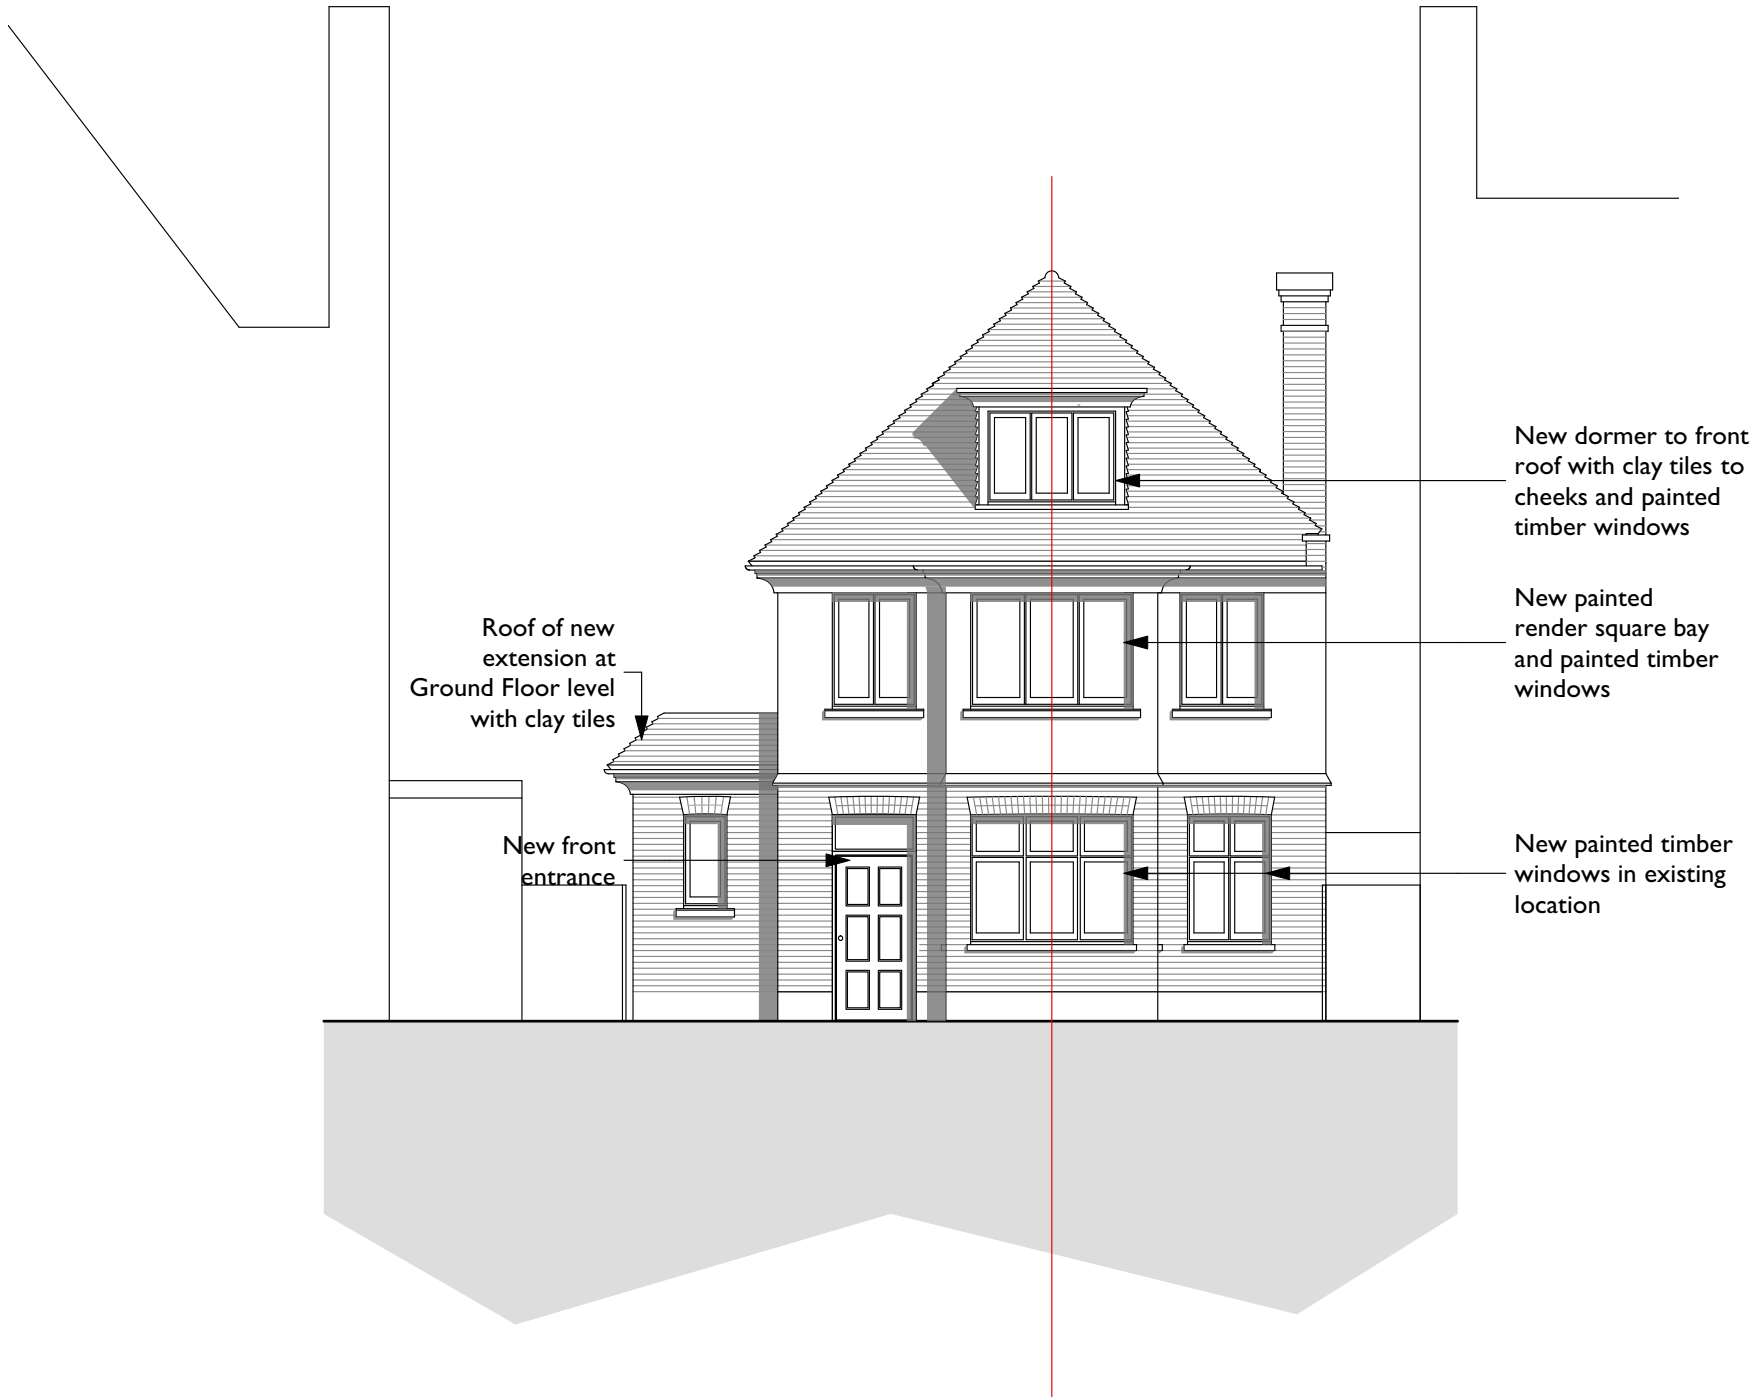 New dormer to front
roof with clay tiles to
cheeks and painted
timber windows
New painted
render square bay
and painted timber
windows
Roof of new
extension at
Ground Floor level
with clay tiles
New front
entrance
New painted timber
windows in existing
location